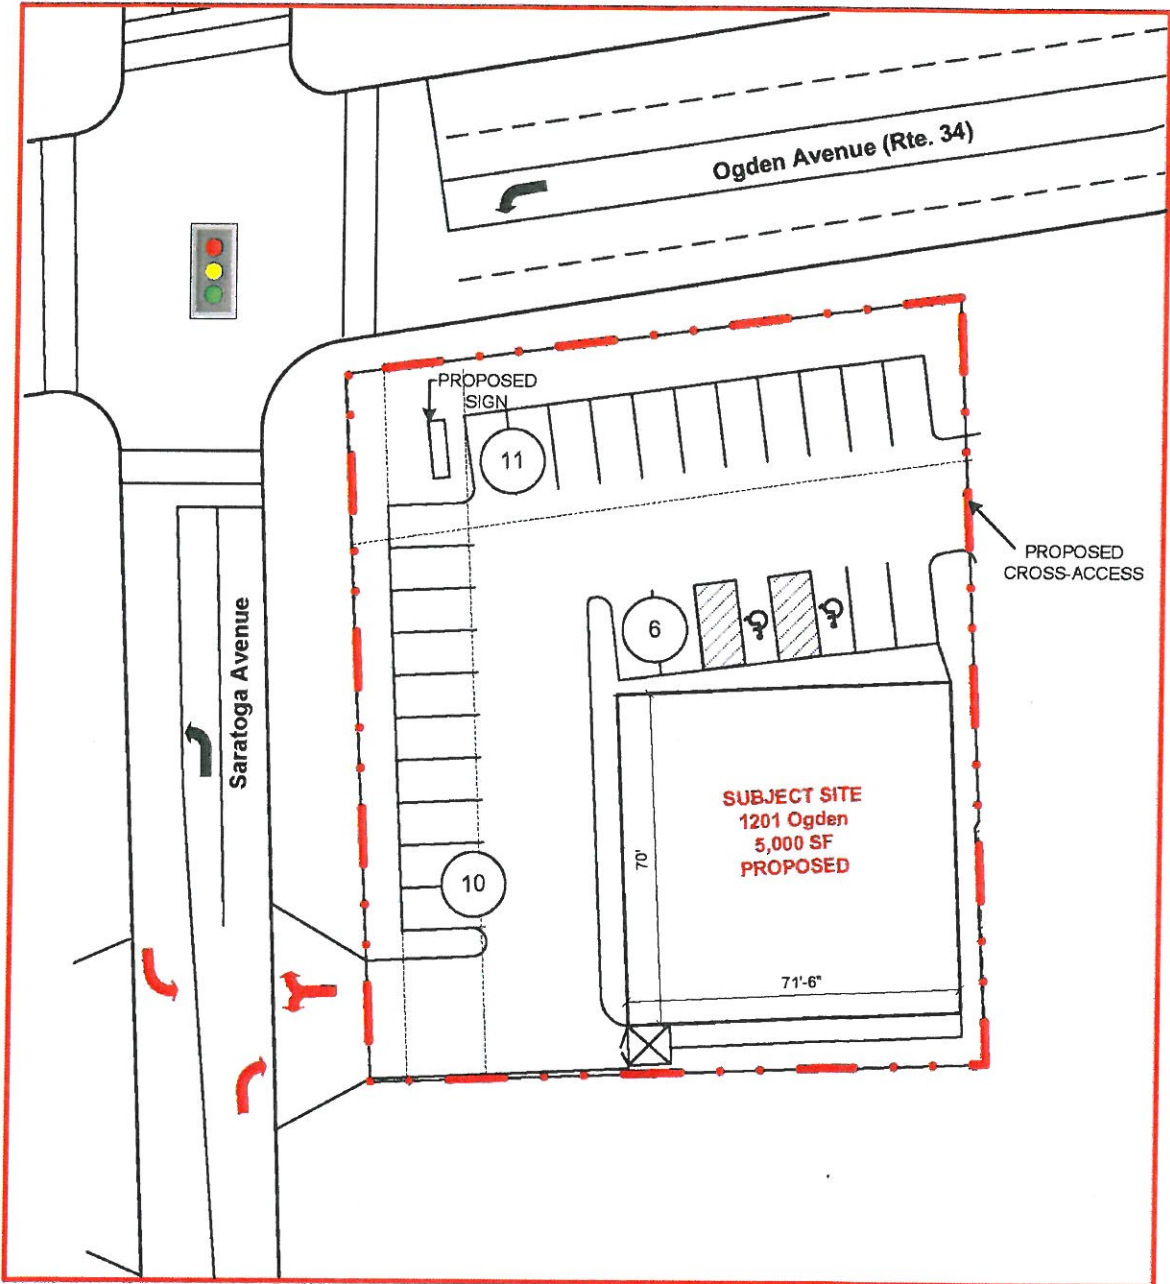 Ogden Avenue (Rte. 34)
PROPOSED
SIGN
11
PROPOSED
CROSS-ACCESS
6
Saratoga Avenue
SUBJECT SITE
1201 Ogden
5,000 SF
PROPOSED
70'
10
71'-6"